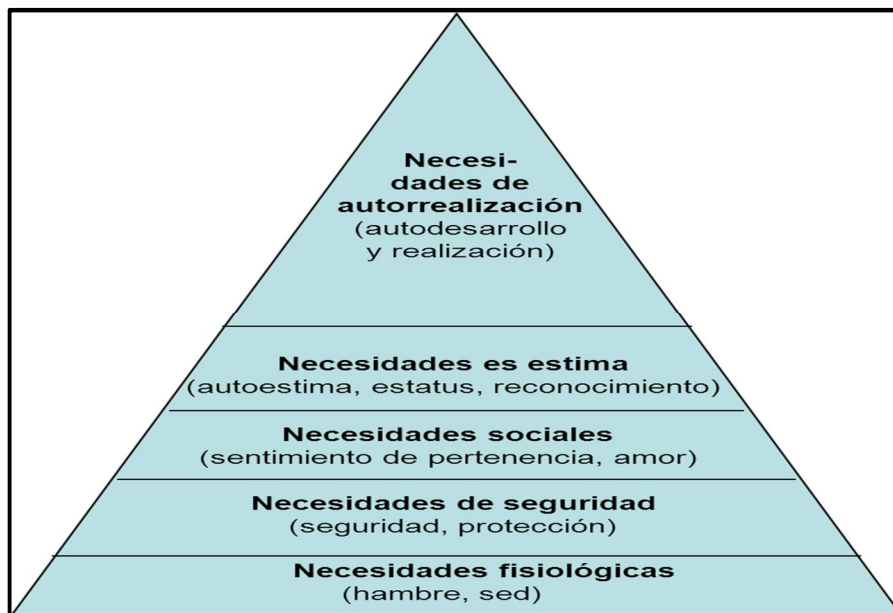 Necesi-
dades de
autorrealización
(autodesarrollo
y realización)
Necesidades es estima
(autoestima, estatus, reconocimiento)
Necesidades sociales
(sentimiento de pertenencia, amor)
Necesidades de seguridad
(seguridad, protección)
Necesidades fisiológicas
(hambre, sed)